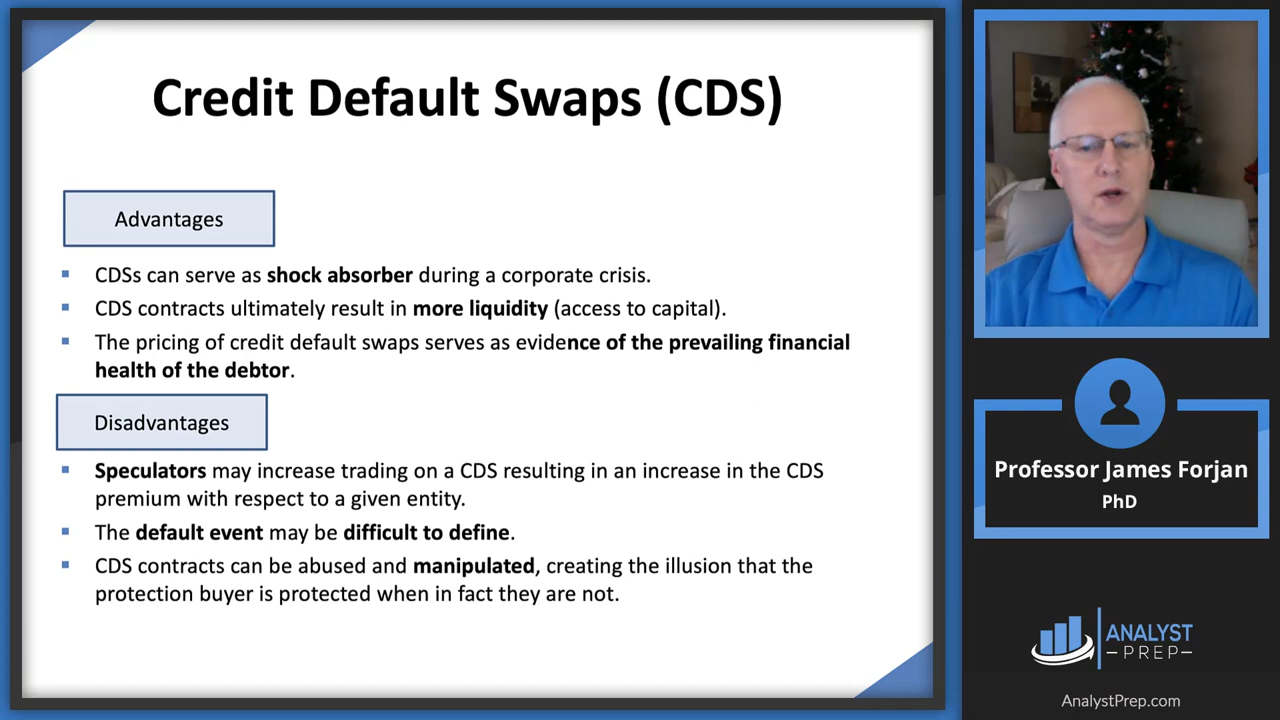 Credit Default Swaps (CDS)
Advantages
CDSs can serve as shock absorber during a corporate crisis.
CDS contracts ultimately result in more liquidity (access to capital).
The pricing of credit default swaps serves as evidence of the prevailing financial
health of the debtor.
Disadvantages
Speculators may increase trading on a CDS resulting in an increase in the CDS
premium with respect to a given entity.
The default event may be difficult to define.
CDS contracts can be abused and manipulated, creating the illusion that the
protection buyer is protected when in fact they are not.
Professor James Forjan
PhD
ANALYST
PREP
AnalystPrep.com